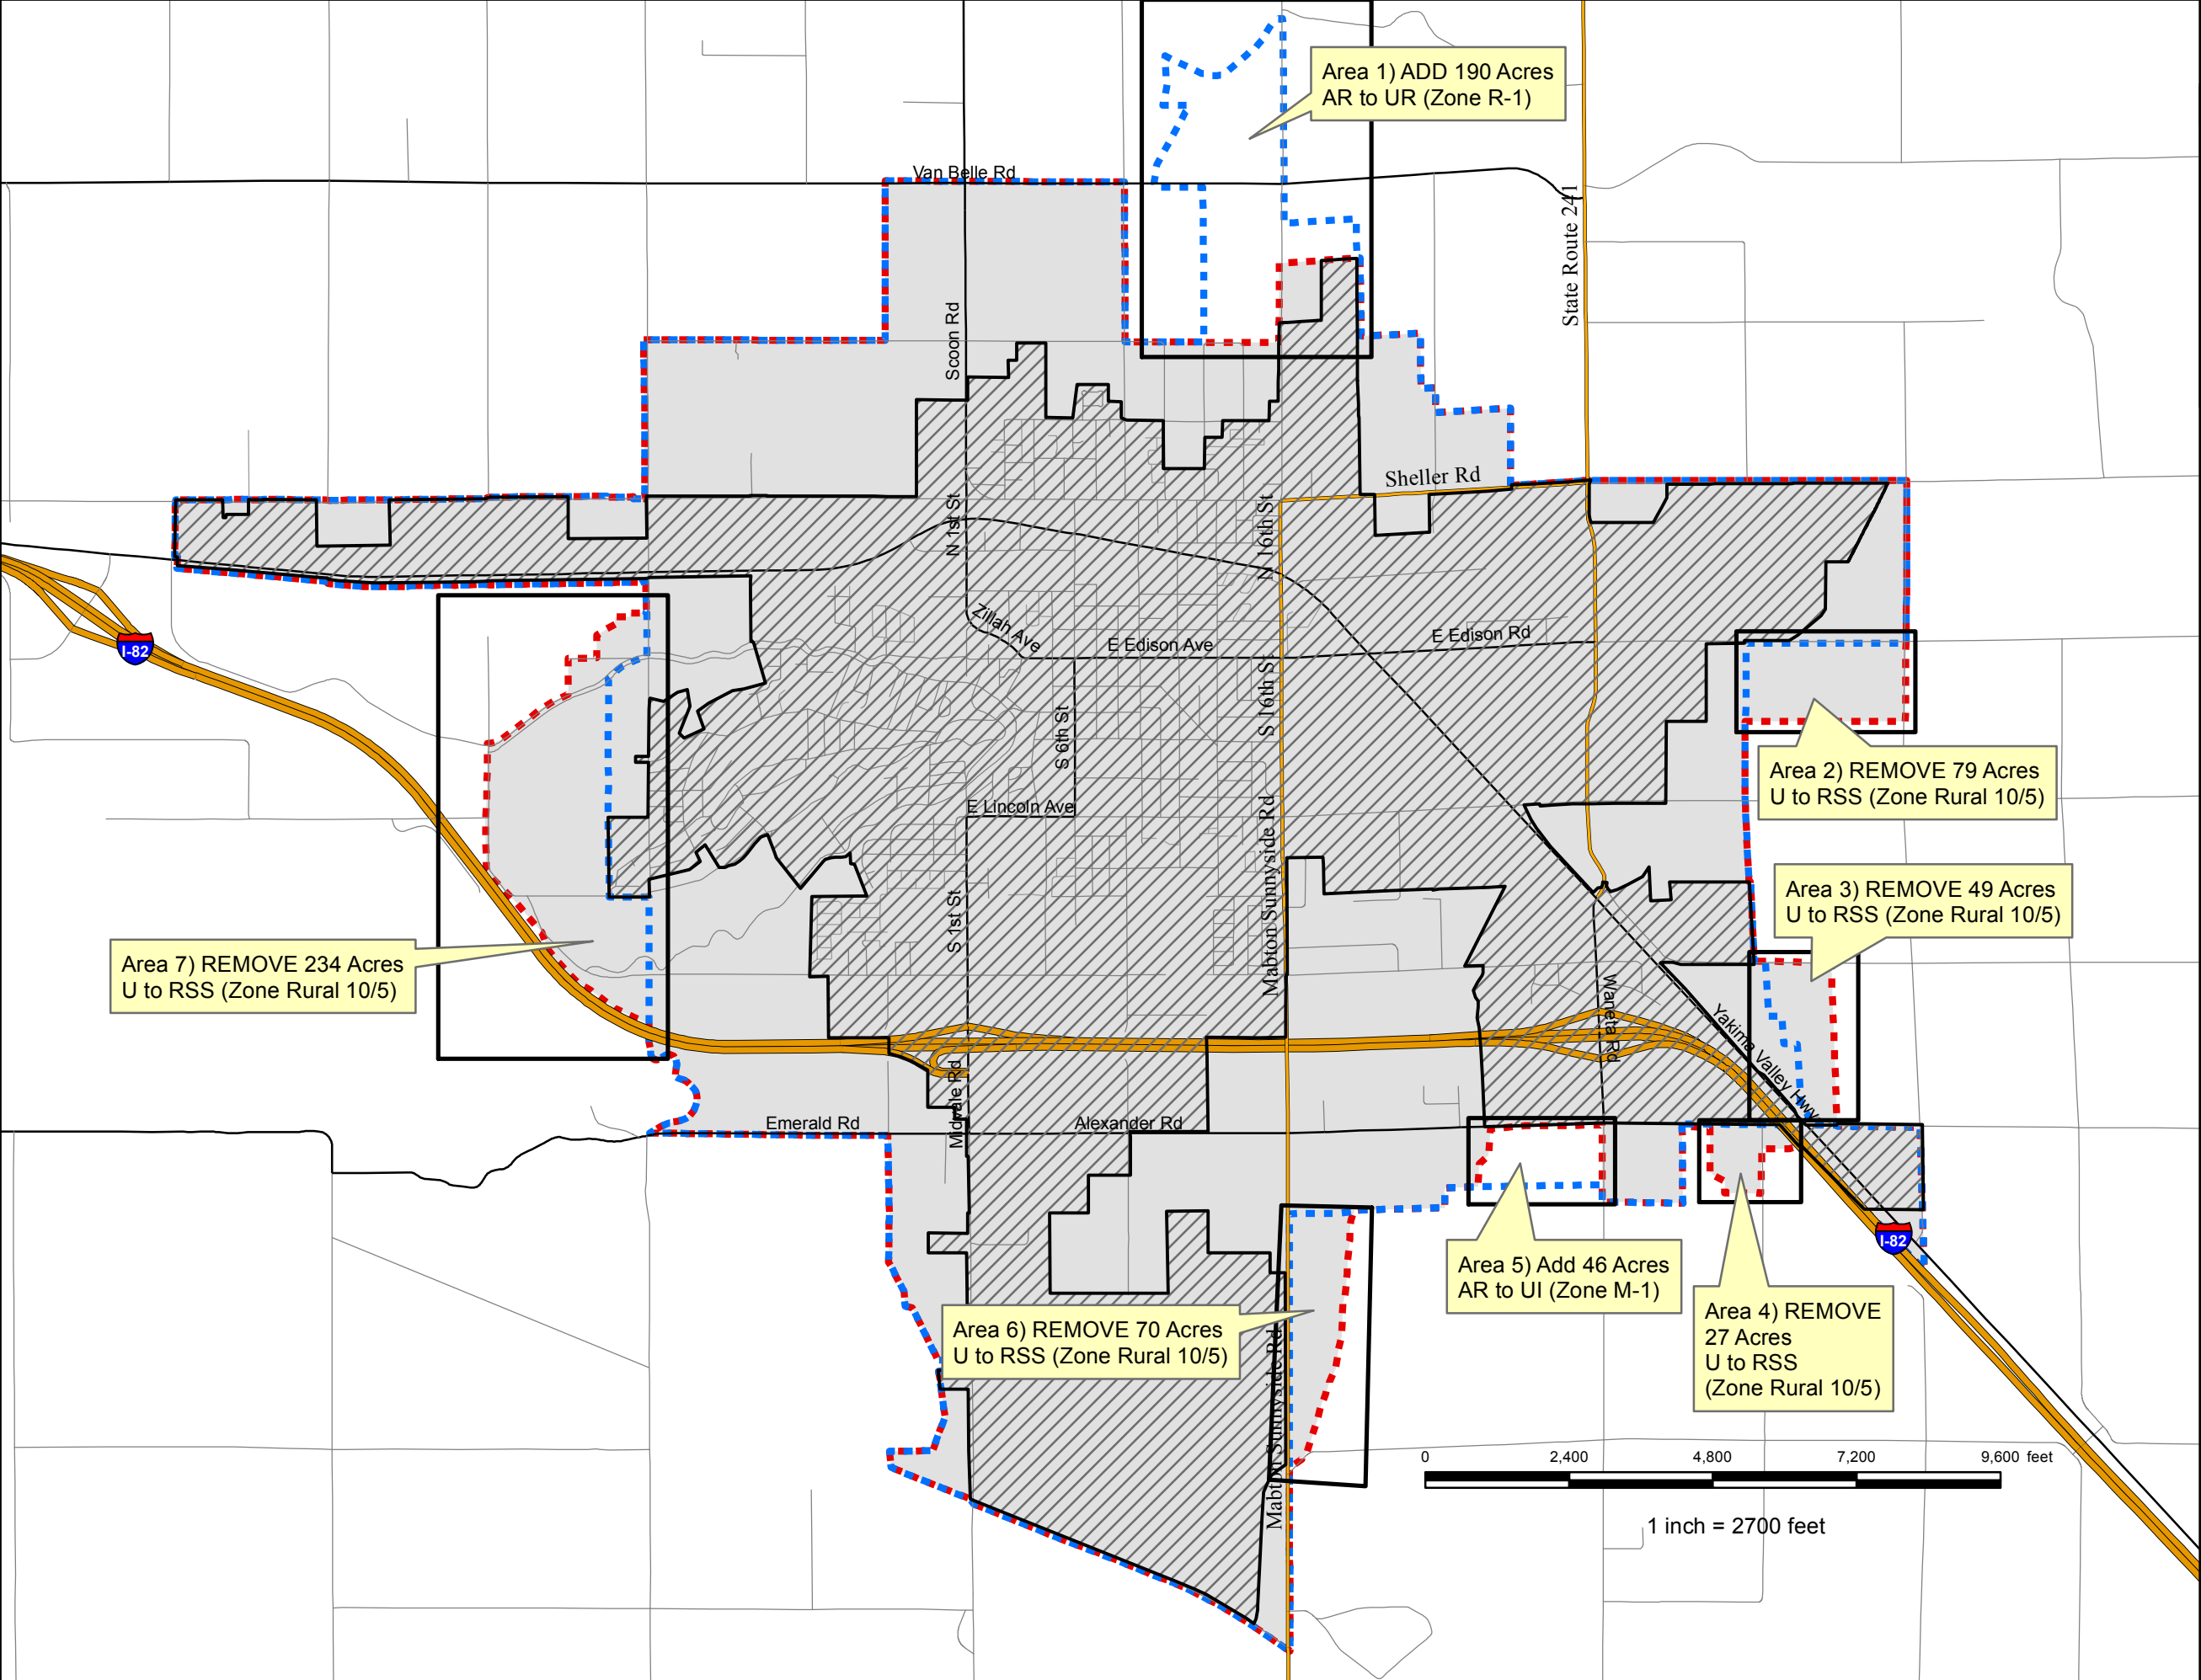 Area 1) ADD 190 Acres
AR to UR (Zone R-1)
Van Belle Rd
State Route 241
Scoon Rd
Sheller Rd
N 1st St
N 16th St
Zillah Ave
E Edison Ave
E Edison Rd
I-82
S 16th St
S 6th St
Area 2) REMOVE 79 Acres
U to RSS (Zone Rural 10/5)
E Lincoln Ave
Mabton Sunnyside Rd
Area 3) REMOVE 49 Acres
U to RSS (Zone Rural 10/5)
S 1st St
Area 7) REMOVE 234 Acres
U to RSS (Zone Rural 10/5)
Waneta Rd
Yakima Valley Hwy
Midvale Rd
Emerald Rd
Alexander Rd
I-82
Area 5) Add 46 Acres
AR to UI (Zone M-1)
Area 4) REMOVE
27 Acres
U to RSS
(Zone Rural 10/5)
Area 6) REMOVE 70 Acres
U to RSS (Zone Rural 10/5)
Mabton Sunnyside Rd
0 2,400 4,800 7,200 9,600 feet
1 inch = 2700 feet